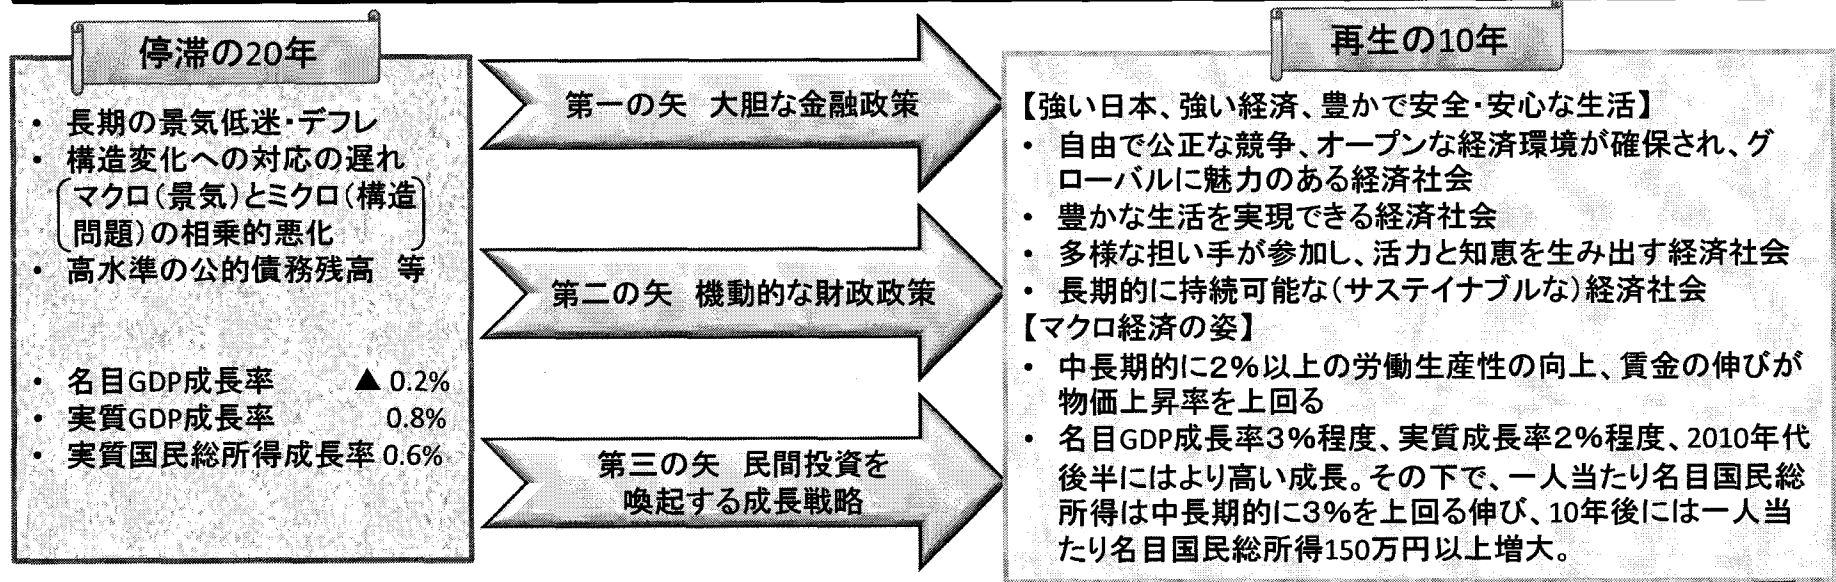 停滞の20年
・ 長期の景気低迷・デフレ
・ 構造変化への対応の遅れ
マクロ(景気)とミクロ(構造
問題)の相乗的悪化
・ 高水準の公的債務残高 等
・ 名目GDP成長率 ▲ 0.2%
・ 実質GDP成長率 0.8%
・ 実質国民総所得成長率 0.6%
第一の矢 大胆な金融政策
第二の矢 機動的な財政政策
第三の矢 民間投資を
喚起する成長戦略
再生の10年
【強い日本、強い経済、豊かで安全・安心な生活】
・ 自由で公正な競争、オープンな経済環境が確保され、グ
ローバルに魅力のある経済社会
・ 豊かな生活を実現できる経済社会
・ 多様な担い手が参加し、活力と知恵を生み出す経済社会
・ 長期的に持続可能な(サステイナブルな)経済社会
【マクロ経済の姿】
・ 中長期的に2%以上の労働生産性の向上、賃金の伸びが
物価上昇率を上回る
・ 名目GDP成長率3%程度、実質成長率2%程度、2010年代
後半にはより高い成長。その下で、一人当たり名目国民総
所得は中長期的に3%を上回る伸び、10年後には一人当
たり名目国民総所得150万円以上増大。